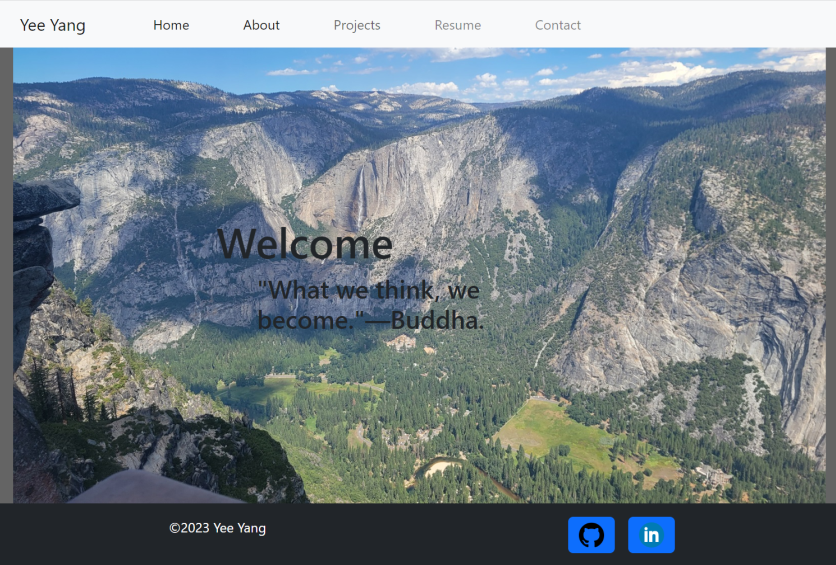 Yee Yang Home About Projects Resume Contact
Welcome
"What we think, we
become."—Buddha.
©2023 Yee Yang in